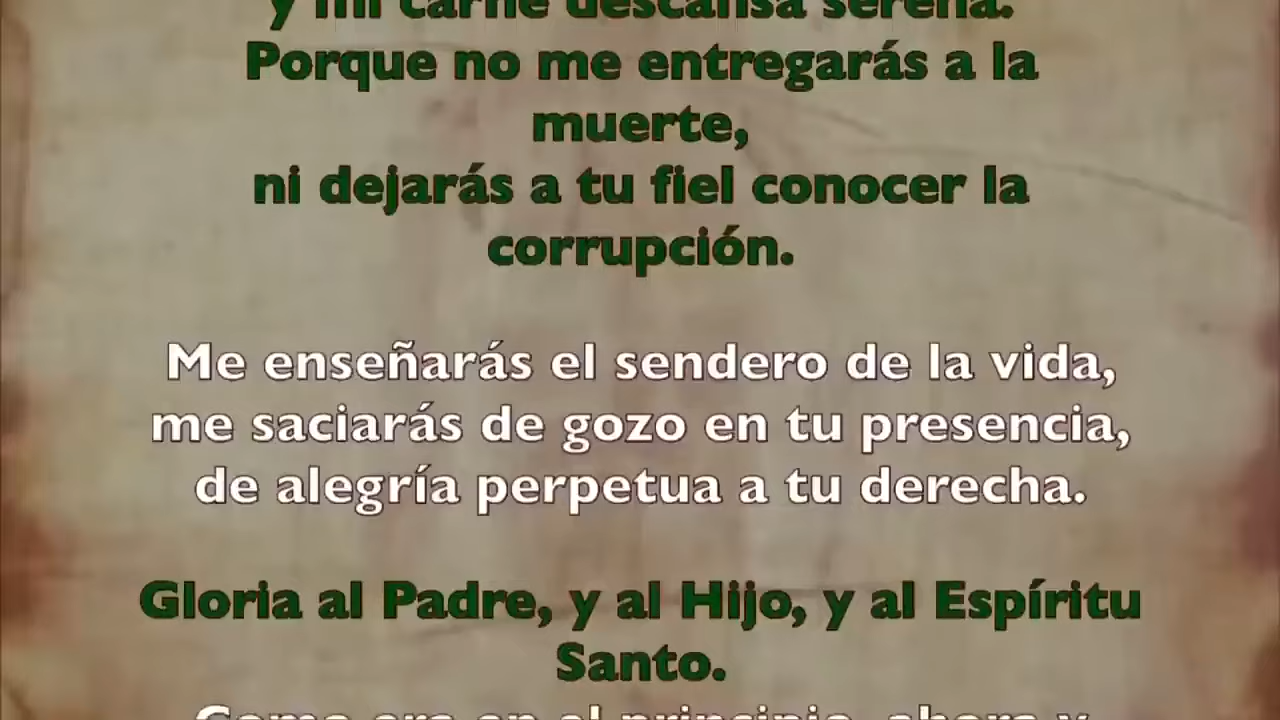 y mi carne descansa serena.
Porque no me entregarás a la
muerte,
ni dejarás a tu fiel conocer la
corrupción.
Me enseñarás el sendero de la vida,
me saciarás de gozo en tu presencia,
de alegría perpetua a tu derecha.
Gloria al Padre, y al Hijo, y al Espíritu
Santo.
Como era en el principio, ahora y